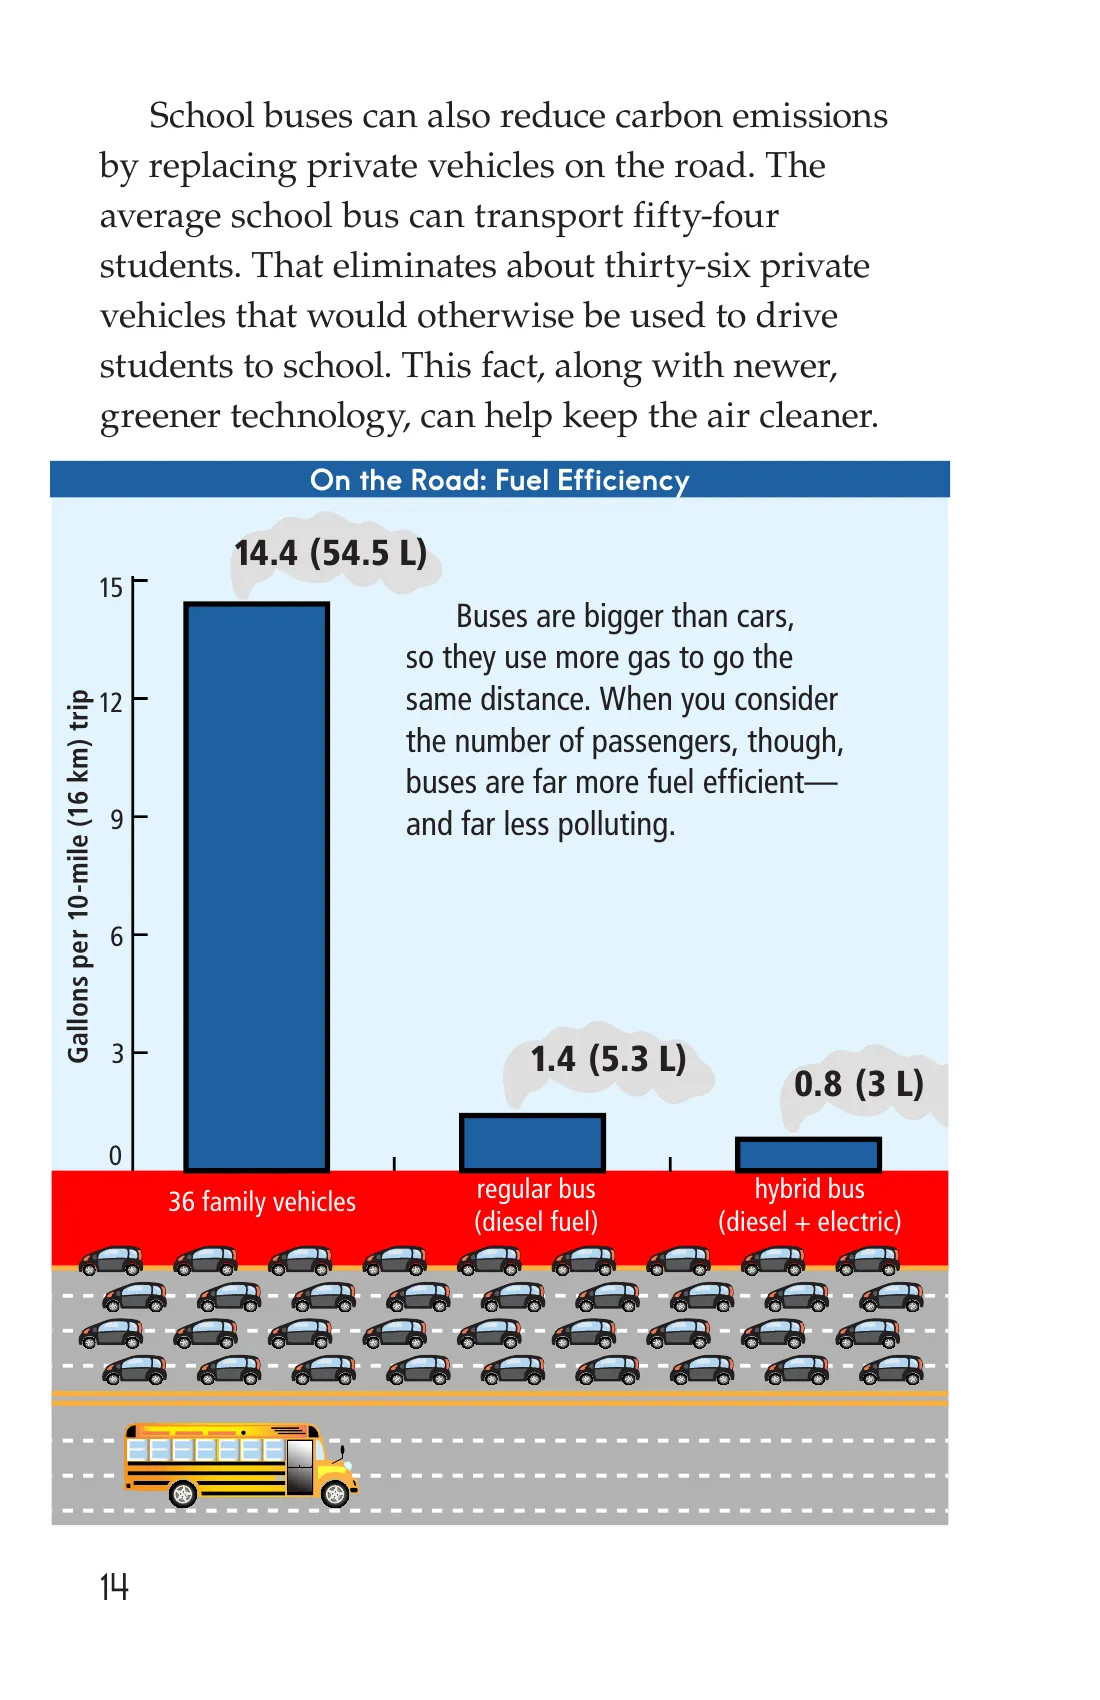 School buses can also reduce carbon emissions
by replacing private vehicles on the road. The
average school bus can transport fifty-four
students. That eliminates about thirty-six private
vehicles that would otherwise be used to drive
students to school. This fact, along with newer,
greener technology, can help keep the air cleaner.
On the Road: Fuel Efficiency
14.4 (54.5 L)
Buses are bigger than cars,
so they use more gas to go the
same distance. When you consider
the number of passengers, though,
buses are far more fuel efficient—
and far less polluting.
Gallons per 10-mile (16 km) trip
15
12
9
6
3
0
1.4 (5.3 L)
0.8 (3 L)
36 family vehicles
regular bus
(diesel fuel)
hybrid bus
(diesel + electric)
14